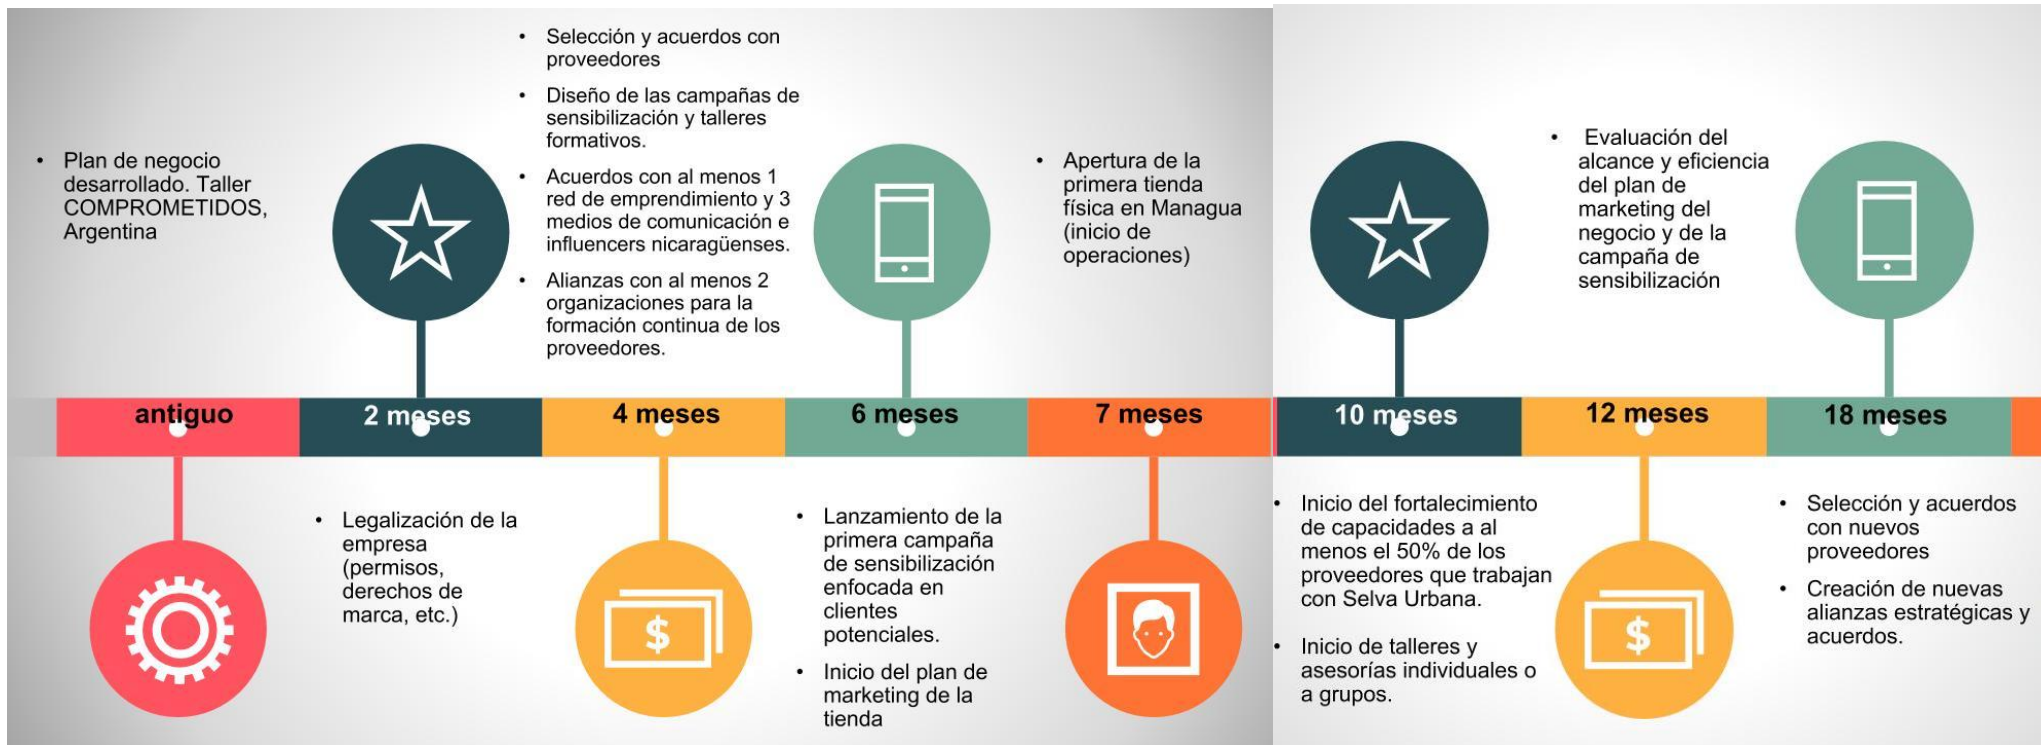 • Plan de negocio
desarrollado. Taller
COMPROMETIDOS,
Argentina
antiguo
2 meses
• Legalización de la
empresa
(permisos,
derechos de
marca, etc.)
• Selección y acuerdos con
proveedores
• Diseño de las campañas de
sensibilización y talleres
formativos.
• Acuerdos con al menos 1
red de emprendimiento y 3
medios de comunicación e
influencers nicaragüenses.
• Alianzas con al menos 2
organizaciones para la
formación continua de los
proveedores.
4 meses
$
6 meses
• Lanzamiento de la
primera campaña
de sensibilización
enfocada en
clientes
potenciales.
• Inicio del plan de
marketing de la
tienda
• Apertura de la
primera tienda
física en Managua
(inicio de
operaciones)
7 meses
10 meses
• Inicio del fortalecimiento
de capacidades a al
menos el 50% de los
proveedores que trabajan
con Selva Urbana.
• Inicio de talleres y
asesorías individuales o
a grupos.
• Evaluación del
alcance y eficiencia
del plan de
marketing del
negocio y de la
campaña de
sensibilización
12 meses
$
18 meses
• Selección y acuerdos
con nuevos
proveedores
• Creación de nuevas
alianzas estratégicas y
acuerdos.